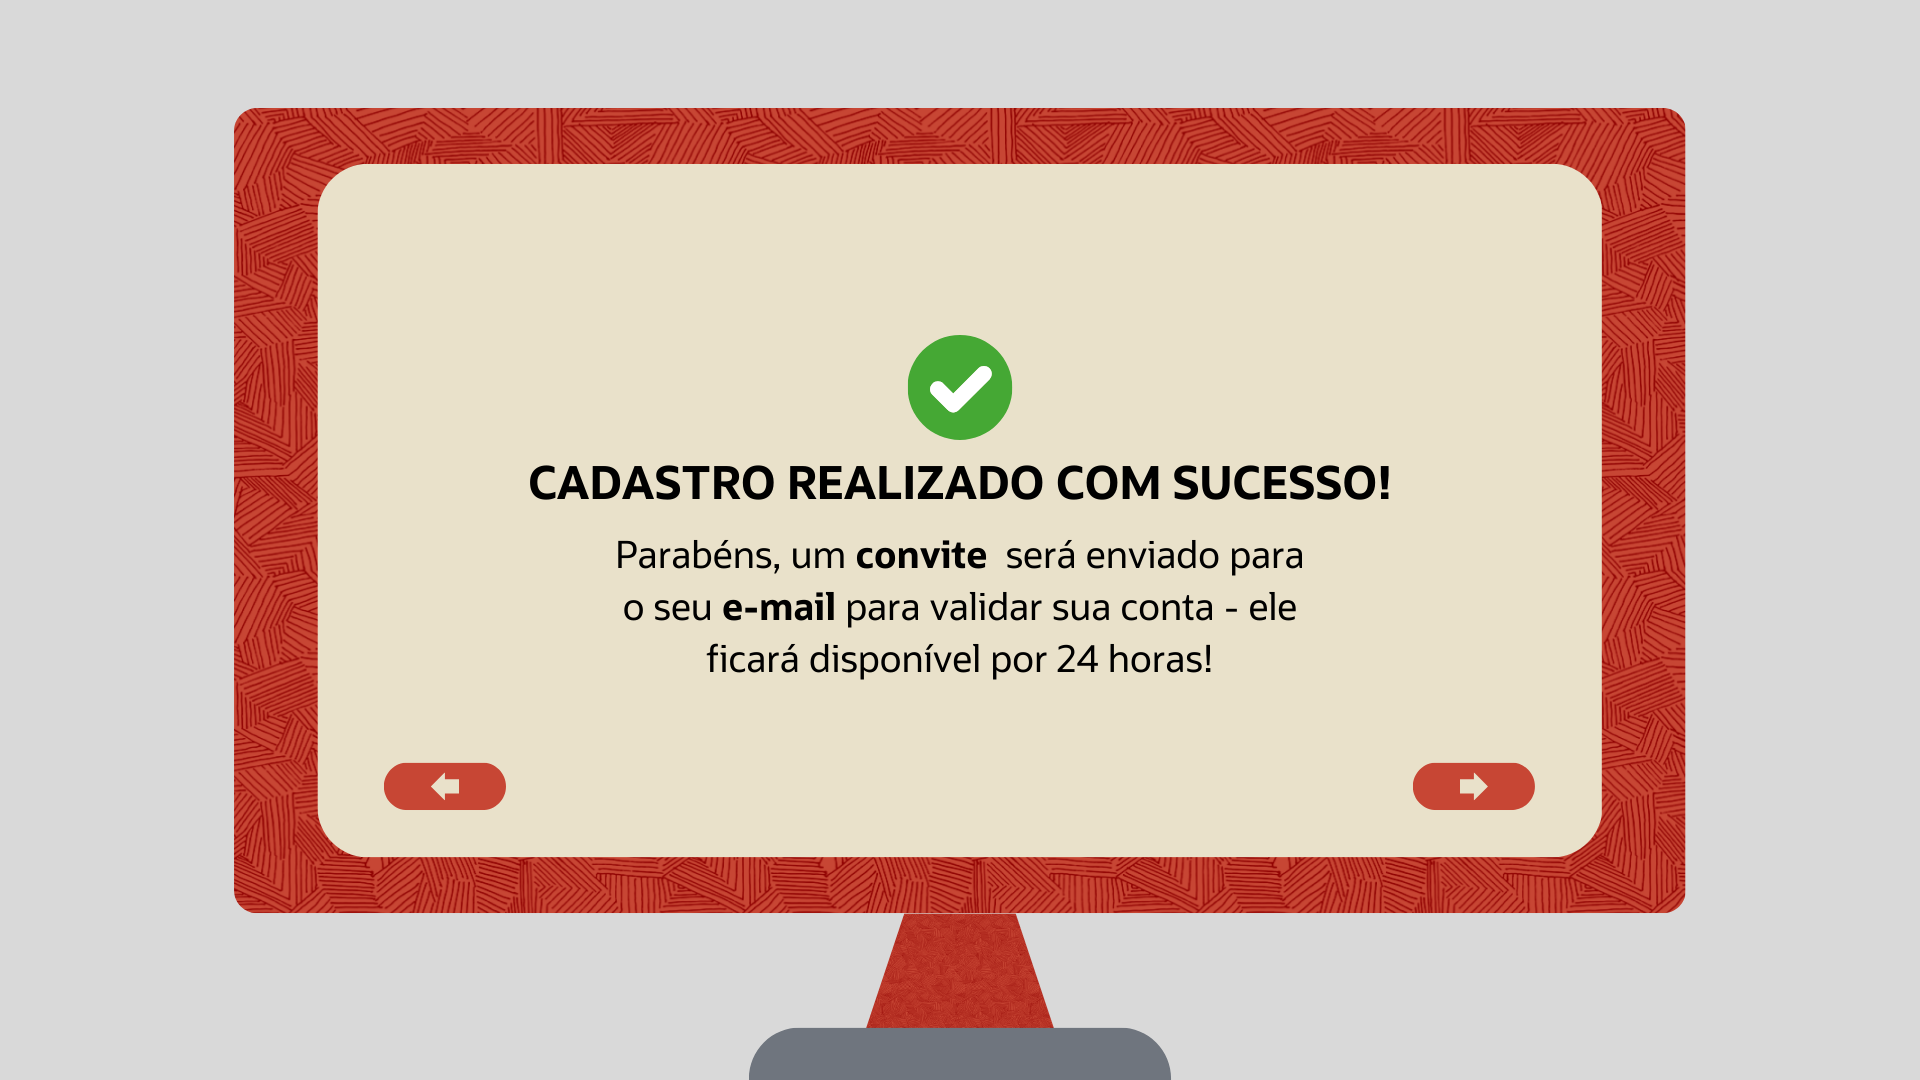 CADASTRO REALIZADO COM SUCESSO!
Parabéns, um convite será enviado para
o seu e-mail para validar sua conta - ele
ficará disponível por 24 horas!